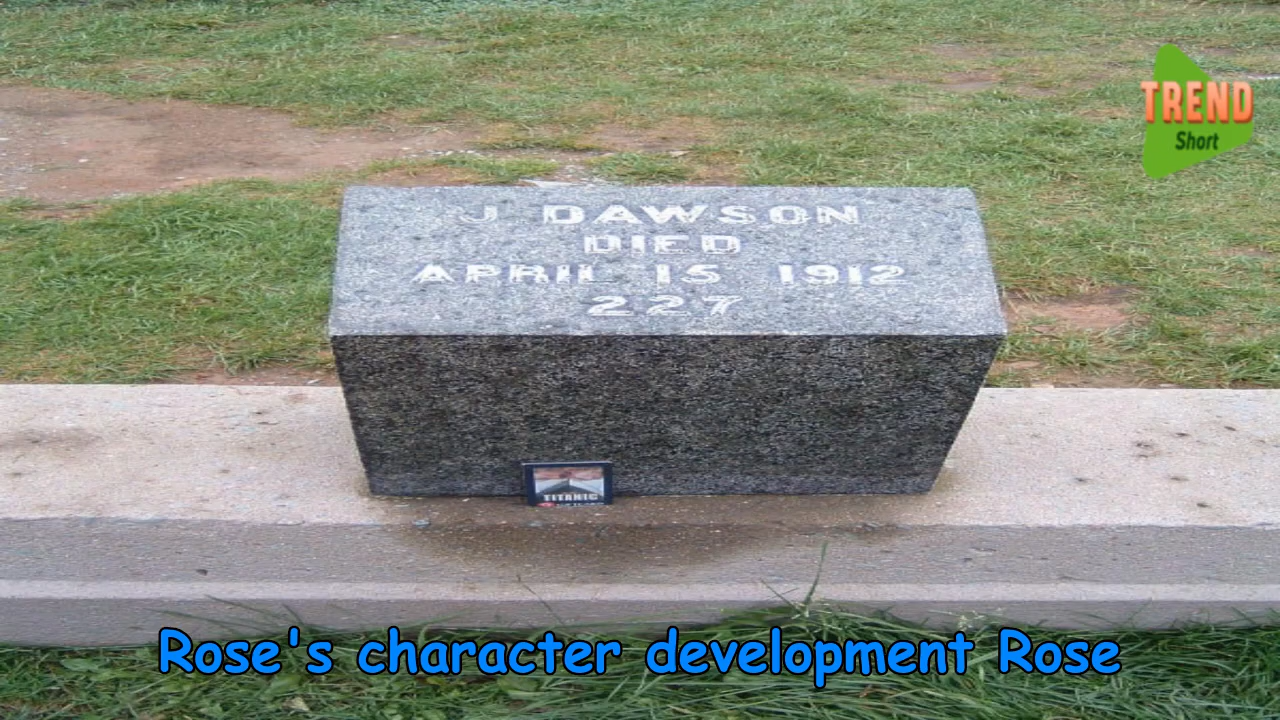 TREND
Short
J DAWSON
DIED
APRIL 15 1912
227
TITANIC
Rose's character development Rose